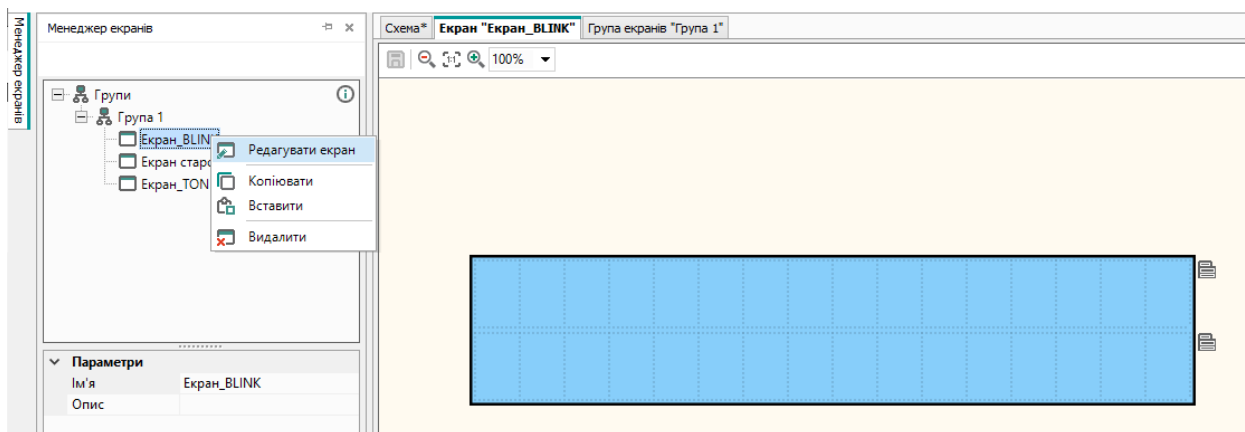 Менеджер екранів
Менеджер екранів
Схема* Екран "Екран_BLINK" Група екранів "Група 1"
100%
Групи
Група 1
Екран_BLIN
Екран старо
Екран_TON
Редагувати екран
Копіювати
Вставити
Видалити
Параметри
Ім'я Екран_BLINK
Опис